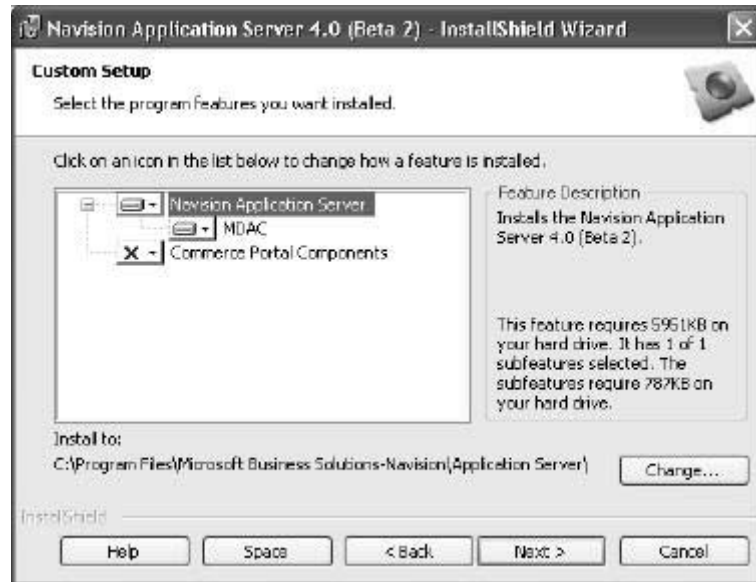 Navision Application Server 4.0 (Beta 2) - InstallShield Wizard
Custom Setup
Select the program features you want installed.
Click on an icon in the list below to change how a feature is installed.
Navision Application Server
MDAC
X Commerce Portal Components
Feature Description
Installs the Navision Application
Server 4.0 (Beta 2).
This feature requires 5951KB on
your hard drive. It has 1 of 1
subfeatures selected. The
subfeatures require 787KB on
your hard drive.
Install to:
C:\Program Files\Microsoft Business Solutions-Navision\Application Server\
Change...
InstallShield
Help
Space
< Back
Next >
Cancel